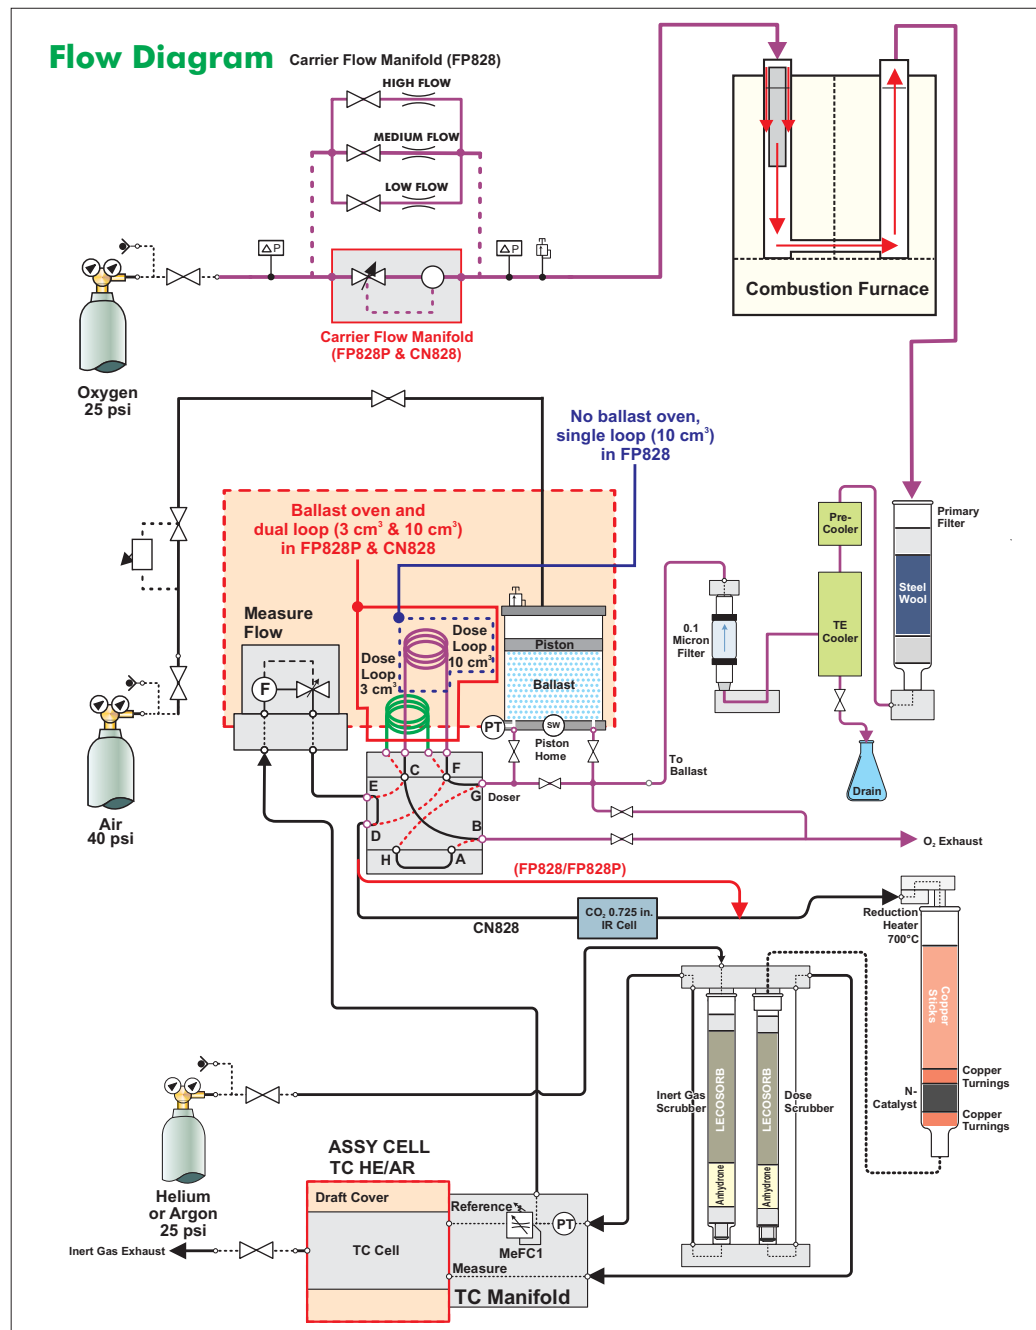 Flow Diagram
Carrier Flow Manifold (FP828)
HIGH FLOW
MEDIUM FLOW
LOW FLOW
△P
△P
Carrier Flow Manifold
(FP828P & CN828)
Oxygen
25 psi
Combustion Furnace
No ballast oven,
single loop (10 cm³)
in FP828
Ballast oven and
dual loop (3 cm³ & 10 cm³)
in FP828P & CN828
Primary
Filter
Pre-
Cooler
Steel
Wool
TE
Cooler
0.1
Micron
Filter
Measure
Flow
F
Dose
Loop
10 cm³
Dose
Loop
3 cm³
Piston
Ballast
PT
SW
Piston
Home
To
Ballast
Drain
Air
40 psi
C
F
E
G
Doser
D
B
H
A
O₂ Exhaust
(FP828/FP828P)
CN828
CO₂ 0.725 in.
IR Cell
Reduction
Heater
700°C
Copper
Sticks
Copper
Turnings
N-
Catalyst
Copper
Turnings
Inert Gas
Scrubber
LECOSORB
LECOSORB
Dose
Scrubber
Anhydrone
Anhydrone
Helium
or Argon
25 psi
ASSY CELL
TC HE/AR
Draft Cover
TC Cell
Reference
PT
MeFC1
Measure
TC Manifold
Inert Gas Exhaust